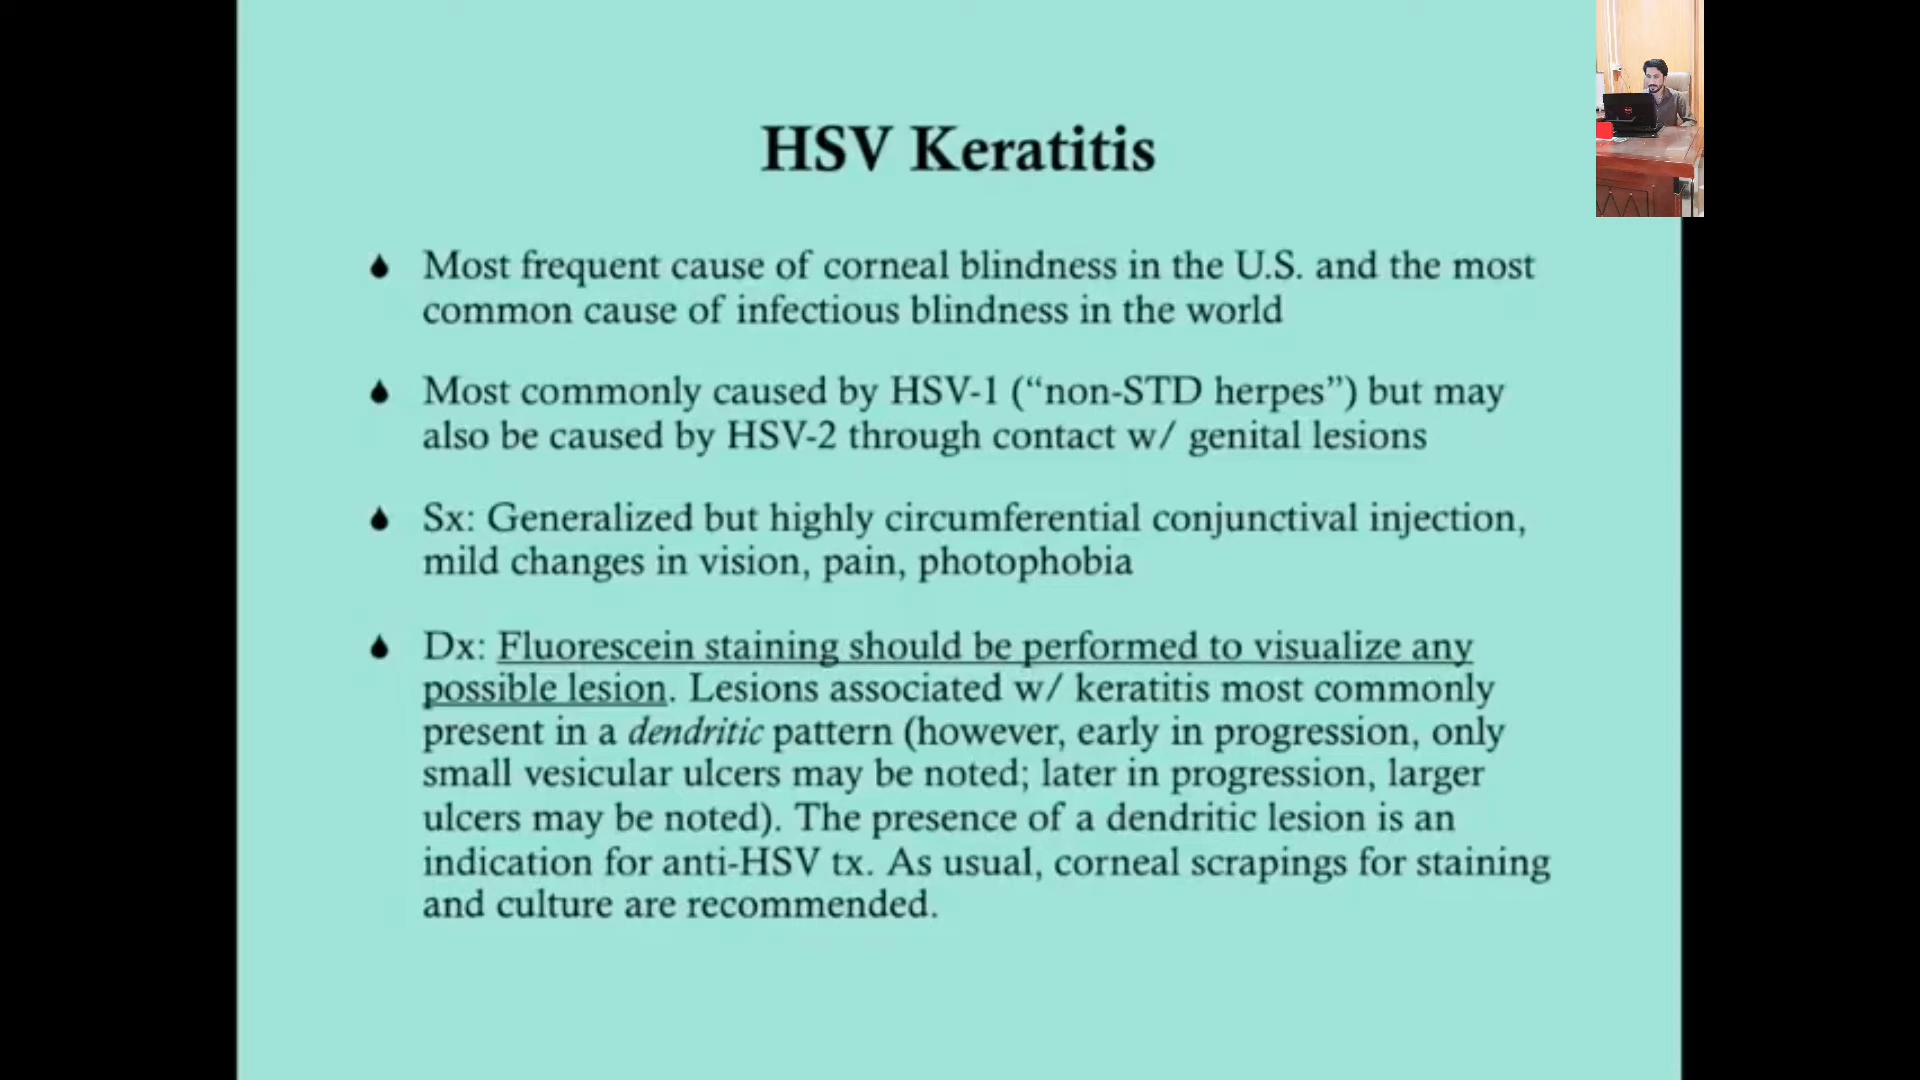 HSV Keratitis
Most frequent cause of corneal blindness in the U.S. and the most
common cause of infectious blindness in the world
Most commonly caused by HSV-1 (“non-STD herpes”) but may
also be caused by HSV-2 through contact w/ genital lesions
Sx: Generalized but highly circumferential conjunctival injection,
mild changes in vision, pain, photophobia
Dx: Fluorescein staining should be performed to visualize any
possible lesion. Lesions associated w/ keratitis most commonly
present in a dendritic pattern (however, early in progression, only
small vesicular ulcers may be noted; later in progression, larger
ulcers may be noted). The presence of a dendritic lesion is an
indication for anti-HSV tx. As usual, corneal scrapings for staining
and culture are recommended.